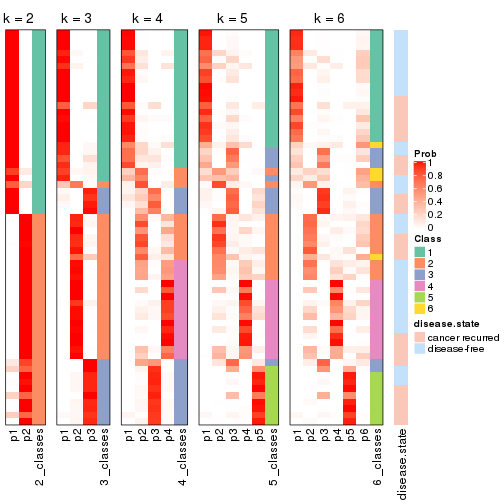 k = 2 k = 3 k = 4 k = 5 k = 6
Prob
1
0.8
0.6
0.4
0.2
0
Class
1
2
3
4
5
6
disease.state
cancer recurred
disease-free
p1 p2 2_classes p1 p2 p3 3_classes p1 p2 p3 p4 4_classes p1 p2 p3 p4 p5 5_classes p1 p2 p3 p4 p5 p6 6_classes disease.state